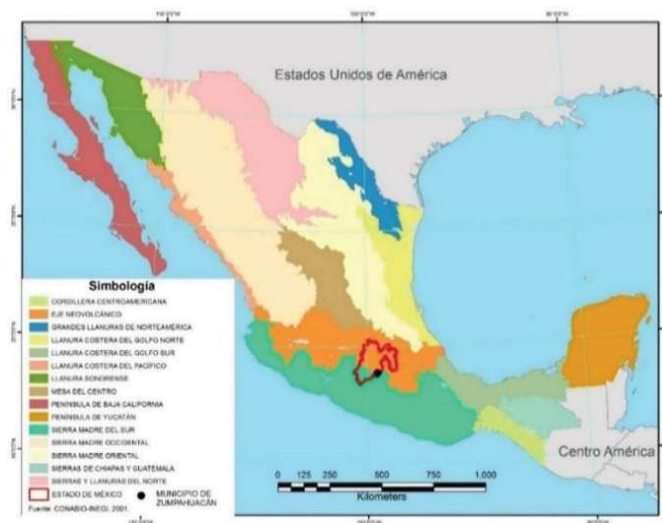 Estados Unidos de América
Simbología
CORDILLERA CENTROAMERICANA
EJE NEOVOLCÁNICO
GRANDES LLANURAS DE NORTEAMÉRICA
LLANURA COSTERA DEL GOLFO NORTE
LLANURA COSTERA DEL GOLFO SUR
LLANURA COSTERA DEL PACÍFICO
LLANURA SONORENSE
MESA DEL CENTRO
PENÍNSULA DE BAJA CALIFORNIA
PENÍNSULA DE YUCATÁN
SIERRA MADRE DEL SUR
SIERRA MADRE OCCIDENTAL
SIERRA MADRE ORIENTAL
SIERRAS DE CHIAPAS Y GUATEMALA
SIERRAS Y LLANURAS DEL NORTE
ESTADO DE MÉXICO
MUNICIPIO DE
ZUMPAHUACÁN
Fuente: CONABIO-INEGI, 2001.
Centro América
0 125 250 500 750 1,000
Kilometers